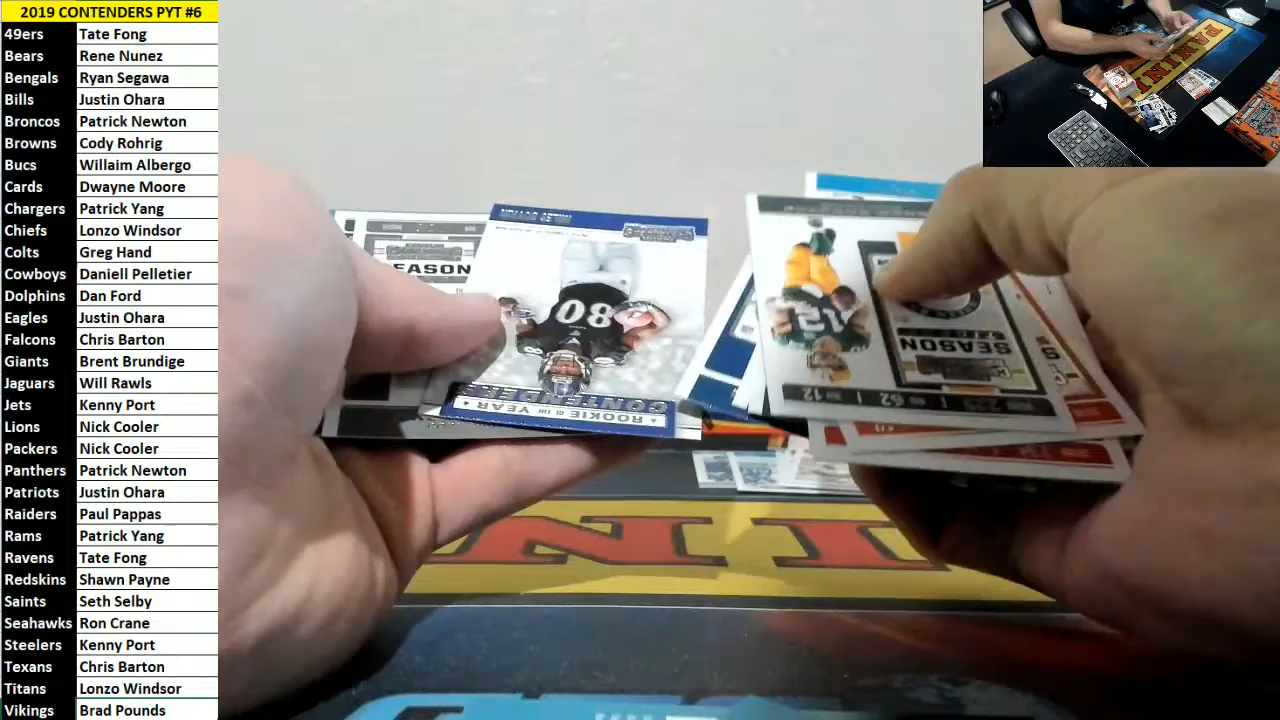 2019 CONTENDERS PYT #6
49ers Tate Fong
Bears Rene Nunez
Bengals Ryan Segawa
Bills Justin Ohara
Broncos Patrick Newton
Browns Cody Rohrig
Bucs Willaim Albergo
Cards Dwayne Moore
Chargers Patrick Yang
Chiefs Lonzo Windsor
Colts Greg Hand
Cowboys Daniell Pelletier
Dolphins Dan Ford
Eagles Justin Ohara
Falcons Chris Barton
Giants Brent Brundige
Jaguars Will Rawls
Jets Kenny Port
Lions Nick Cooler
Packers Nick Cooler
Panthers Patrick Newton
Patriots Justin Ohara
Raiders Paul Pappas
Rams Patrick Yang
Ravens Tate Fong
Redskins Shawn Payne
Saints Seth Selby
Seahawks Ron Crane
Steelers Kenny Port
Texans Chris Barton
Titans Lonzo Windsor
Vikings Brad Pounds
PANINI
EASON
80
ROOKIE OF THE YEAR
CONTENDERS
12
SEASON
NI